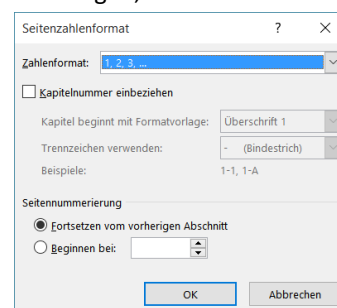 Seitenzahlenformat ? ×
Zahlenformat: 1, 2, 3, ...
Kapitelnummer einbeziehen
Kapitel beginnt mit Formatvorlage: Überschrift 1
Trennzeichen verwenden: - (Bindestrich)
Beispiele: 1-1, 1-A
Seitennummerierung
Fortsetzen vom vorherigen Abschnitt
Beginnen bei:
OK Abbrechen